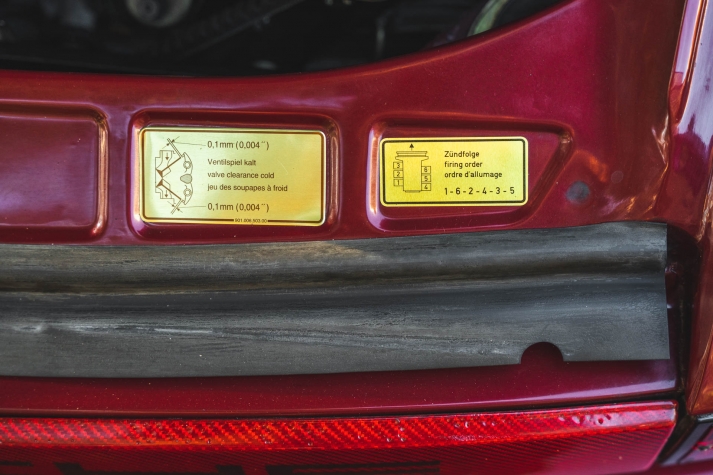 0,1mm (0,004″)
Ventilspiel kalt
valve clearance cold
jeu des soupapes à froid
0,1mm (0,004″)
Zündfolge
firing order
ordre d'allumage
1-6-2-4-3-5
3
2
1
6
5
4